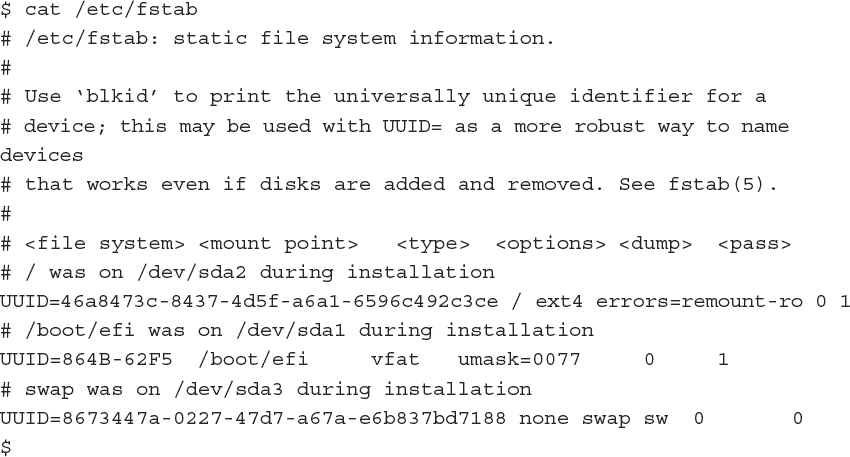 $ cat /etc/fstab
# /etc/fstab: static file system information.
#
# Use ‘blkid’ to print the universally unique identifier for a
# device; this may be used with UUID= as a more robust way to name
devices
# that works even if disks are added and removed. See fstab(5).
#
# <file system> <mount point>   <type>  <options> <dump>  <pass>
# / was on /dev/sda2 during installation
UUID=46a8473c-8437-4d5f-a6a1-6596c492c3ce / ext4 errors=remount-ro 0 1
# /boot/efi was on /dev/sda1 during installation
UUID=864B-62F5  /boot/efi     vfat   umask=0077     0     1
# swap was on /dev/sda3 during installation
UUID=8673447a-0227-47d7-a67a-e6b837bd7188 none swap sw  0       0
$